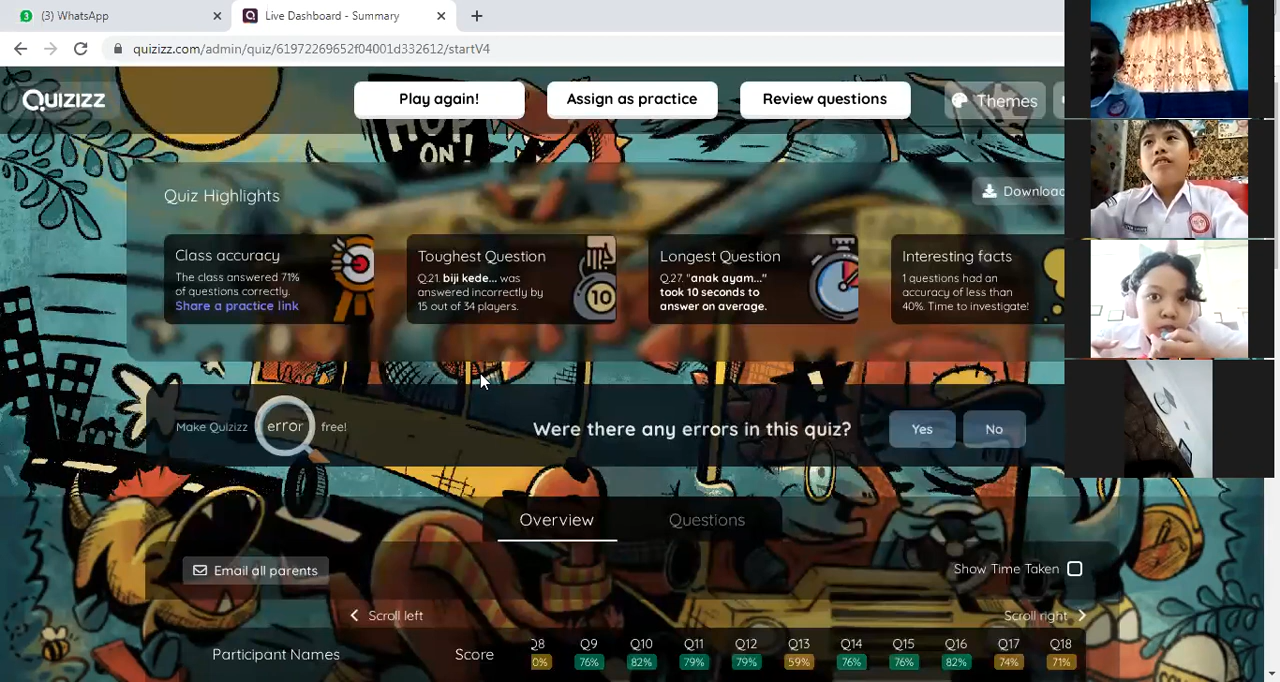 (3) WhatsApp
Live Dashboard - Summary
quizizz.com/admin/quiz/61972269652f04001d332612/startV4
Quizizz
Play again!
Assign as practice
Review questions
Themes
HOP
ON!
Quiz Highlights
Download
Class accuracy
The class answered 71%
of questions correctly.
Share a practice link
Toughest Question
Q.21. biji kede... was
answered incorrectly by
15 out of 34 players.
10
Longest Question
Q.27. "anak ayam..."
took 10 seconds to
answer on average.
Interesting facts
1 questions had an
accuracy of less than
40%. Time to investigate!
Make Quizizz error free!
Were there any errors in this quiz?
Yes
No
Overview
Questions
Email all parents
Show Time Taken
Scroll left
Scroll right
Participant Names
Score
Q8 Q9 Q10 Q11 Q12 Q13 Q14 Q15 Q16 Q17 Q18
0% 76% 82% 79% 79% 59% 76% 76% 82% 74% 71%